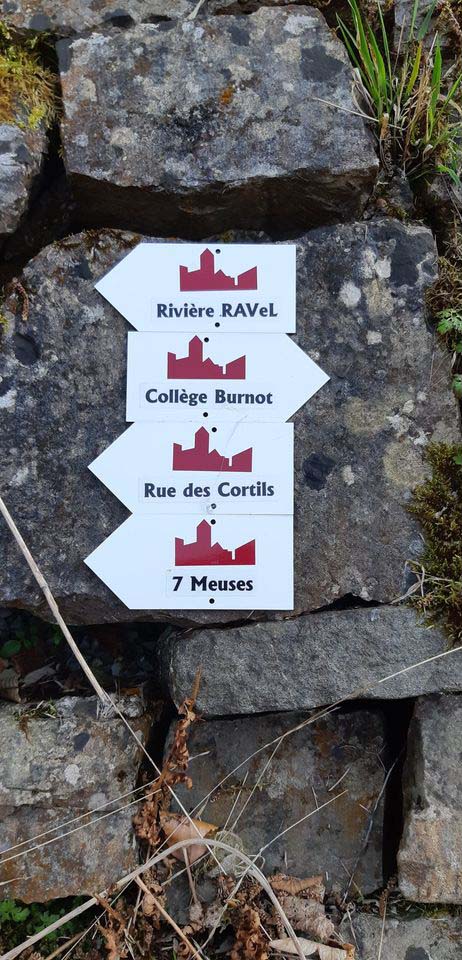 Rivière RAVeL
Collège Burnot
Rue des Cortils
7 Meuses